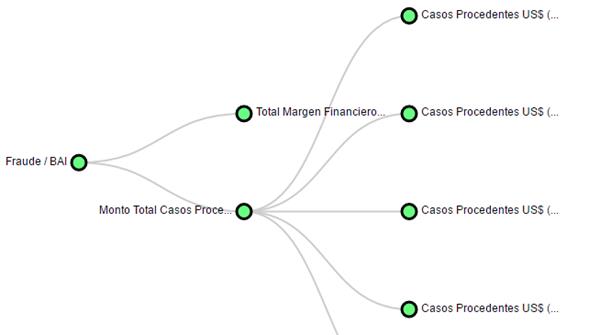 Casos Procedentes US$ (...
Total Margen Financiero...
Casos Procedentes US$ (...
Fraude / BAI
Monto Total Casos Proce...
Casos Procedentes US$ (...
Casos Procedentes US$ (...